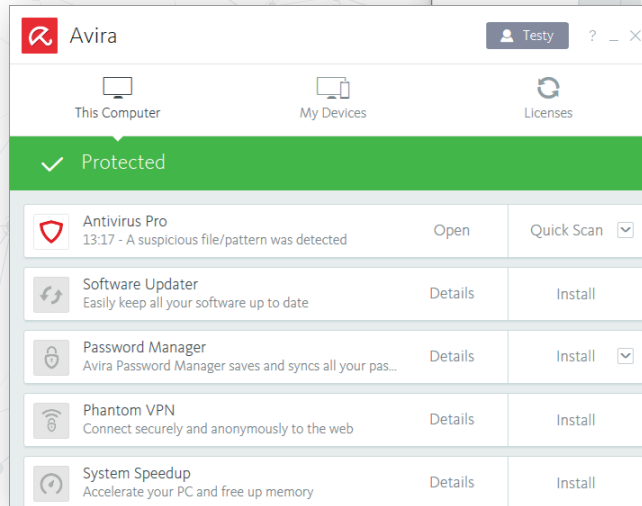 Avira
Testy
?
This Computer
My Devices
Licenses
Protected
Antivirus Pro
13:17 - A suspicious file/pattern was detected
Open
Quick Scan
Software Updater
Easily keep all your software up to date
Details
Install
Password Manager
Avira Password Manager saves and syncs all your pas...
Details
Install
Phantom VPN
Connect securely and anonymously to the web
Details
Install
System Speedup
Accelerate your PC and free up memory
Details
Install